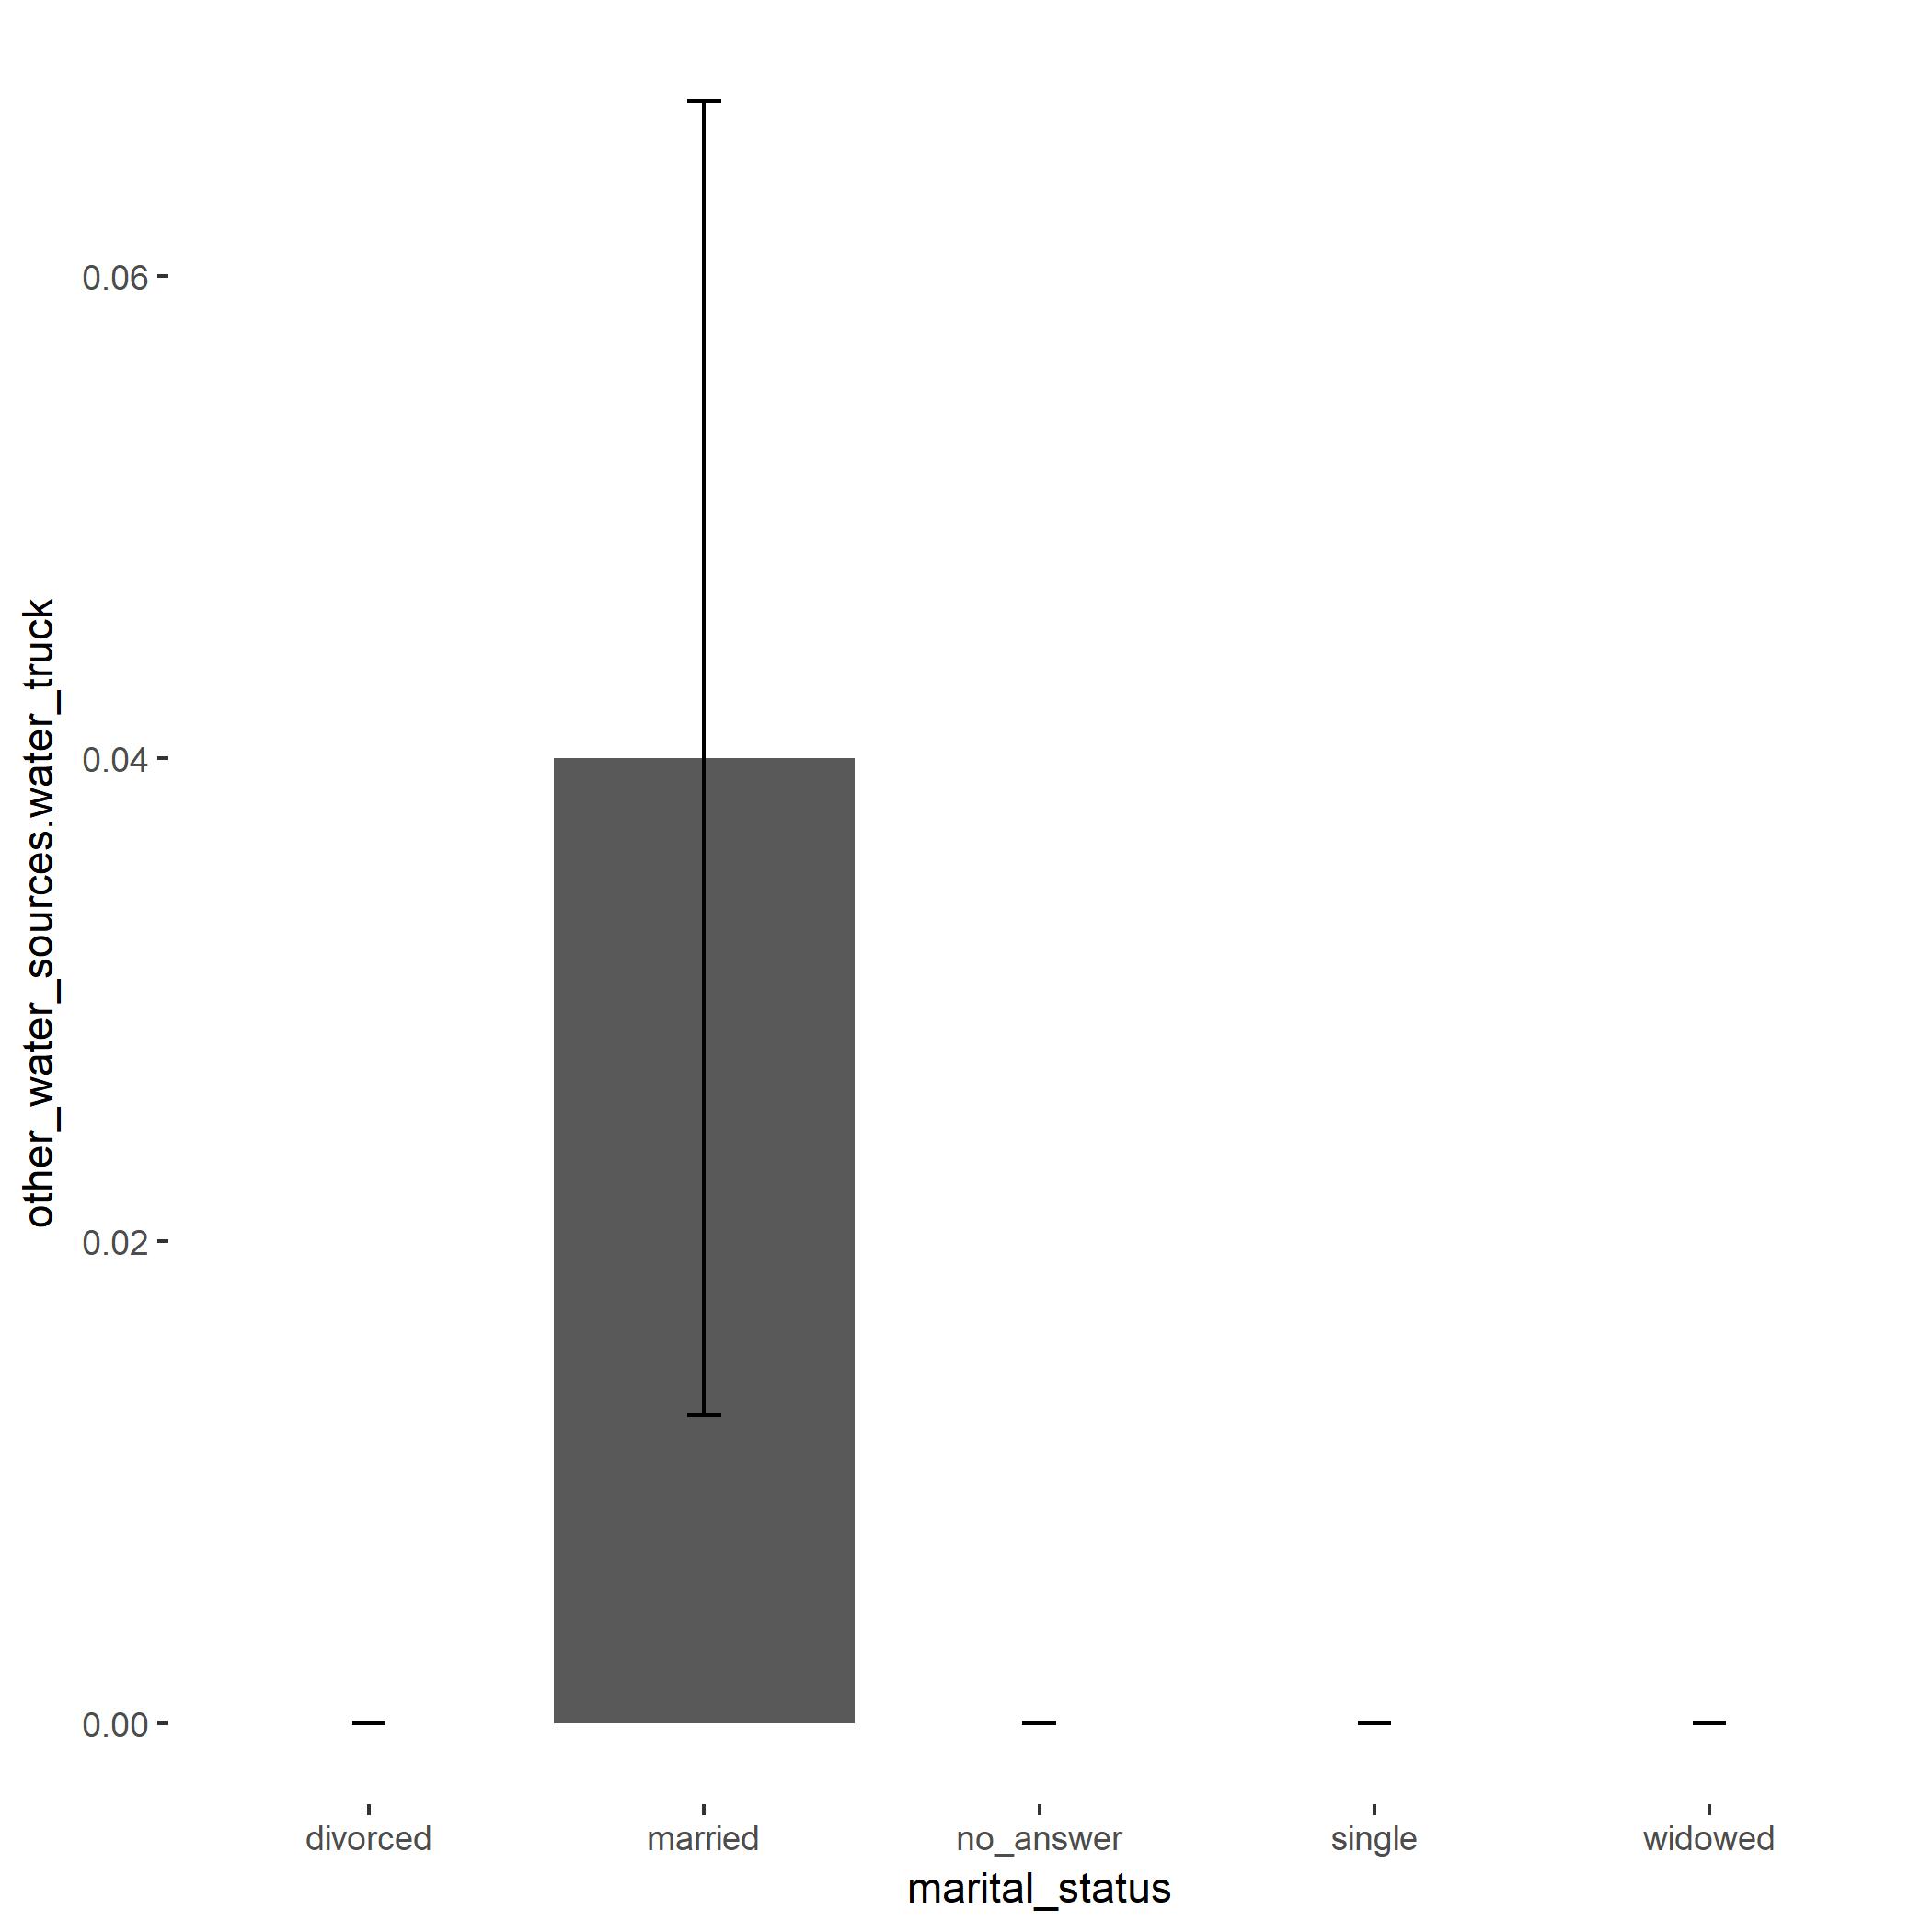 other_water_sources.water_truck
0.06
0.04
0.02
0.00
divorced married no_answer single widowed
marital_status